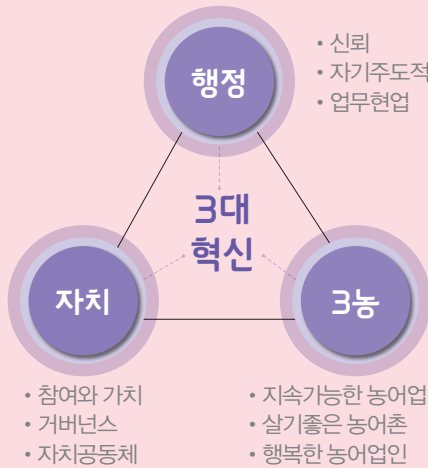 행정
• 신뢰
• 자기주도적
• 업무현업
3대
혁신
자치
3농
• 참여와 가치
• 거버넌스
• 자치공동체
• 지속가능한 농어업
• 살기좋은 농어촌
• 행복한 농어업인